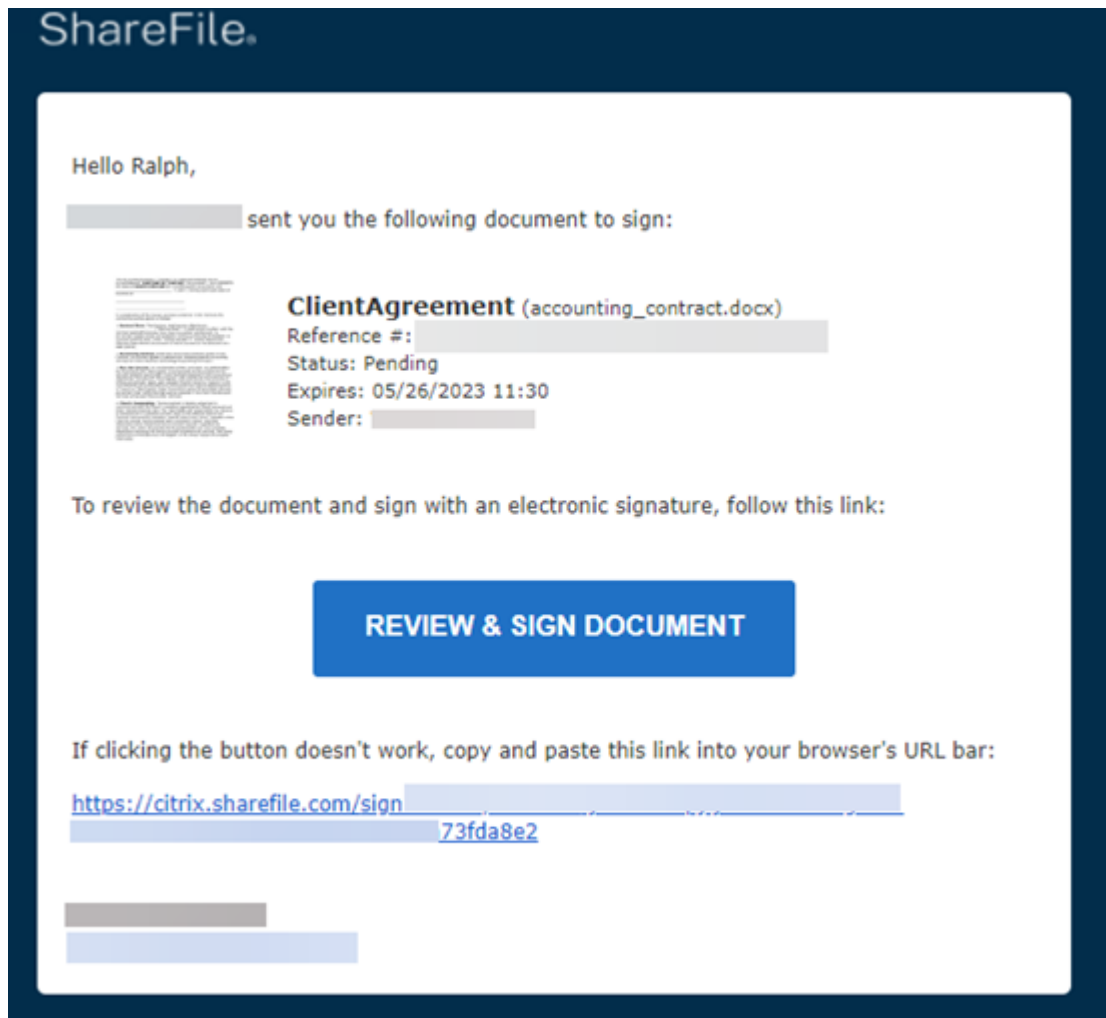 ShareFile®
Hello Ralph,
sent you the following document to sign:
ClientAgreement (accounting_contract.docx)
Reference #:
Status: Pending
Expires: 05/26/2023 11:30
Sender:
To review the document and sign with an electronic signature, follow this link:
REVIEW & SIGN DOCUMENT
If clicking the button doesn't work, copy and paste this link into your browser's URL bar:
https://citrix.sharefile.com/sign
73fda8e2